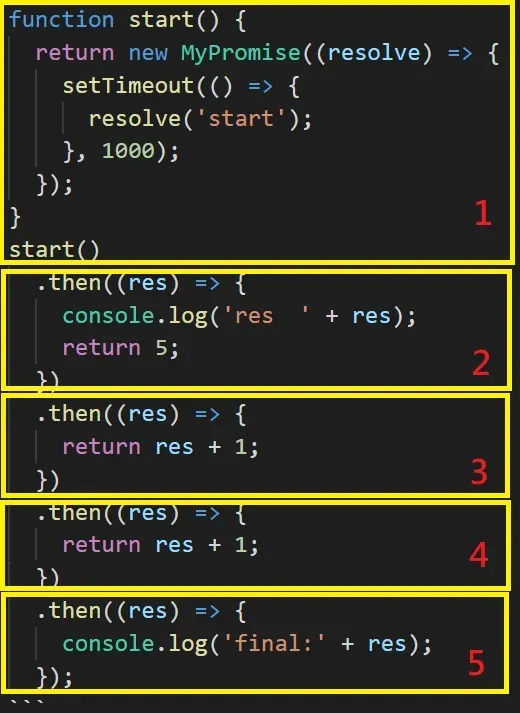 function start() {
  return new MyPromise((resolve) => {
    setTimeout(() => {
      resolve('start');
    }, 1000);
  });
}
1
start()
  .then((res) => {
    console.log('res  ' + res);
    return 5;
  })
2
  .then((res) => {
    return res + 1;
  })
3
  .then((res) => {
    return res + 1;
  })
4
  .then((res) => {
    console.log('final:' + res);
  });
5
```